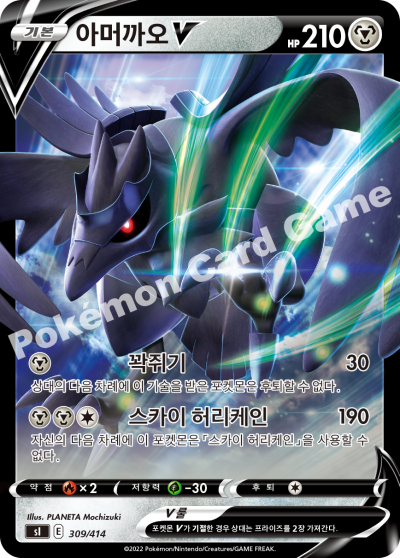 기본 아머까오 V HP 210
Pokémon Card Game
꽉쥐기 30
상대의 다음 차례에 이 기술을 받은 포켓몬은 후퇴할 수 없다.
스카이 허리케인 190
자신의 다음 차례에 이 포켓몬은 「스카이 허리케인」을 사용할 수
없다.
약점 ×2 저항력 -30 후퇴
Illus. PLANETA Mochizuki
V 룰
sI E 309/414
포켓몬 V가 기절한 경우 상대는 프라이즈를 2장 가져간다.
©2022 Pokémon/Nintendo/Creatures/GAME FREAK.